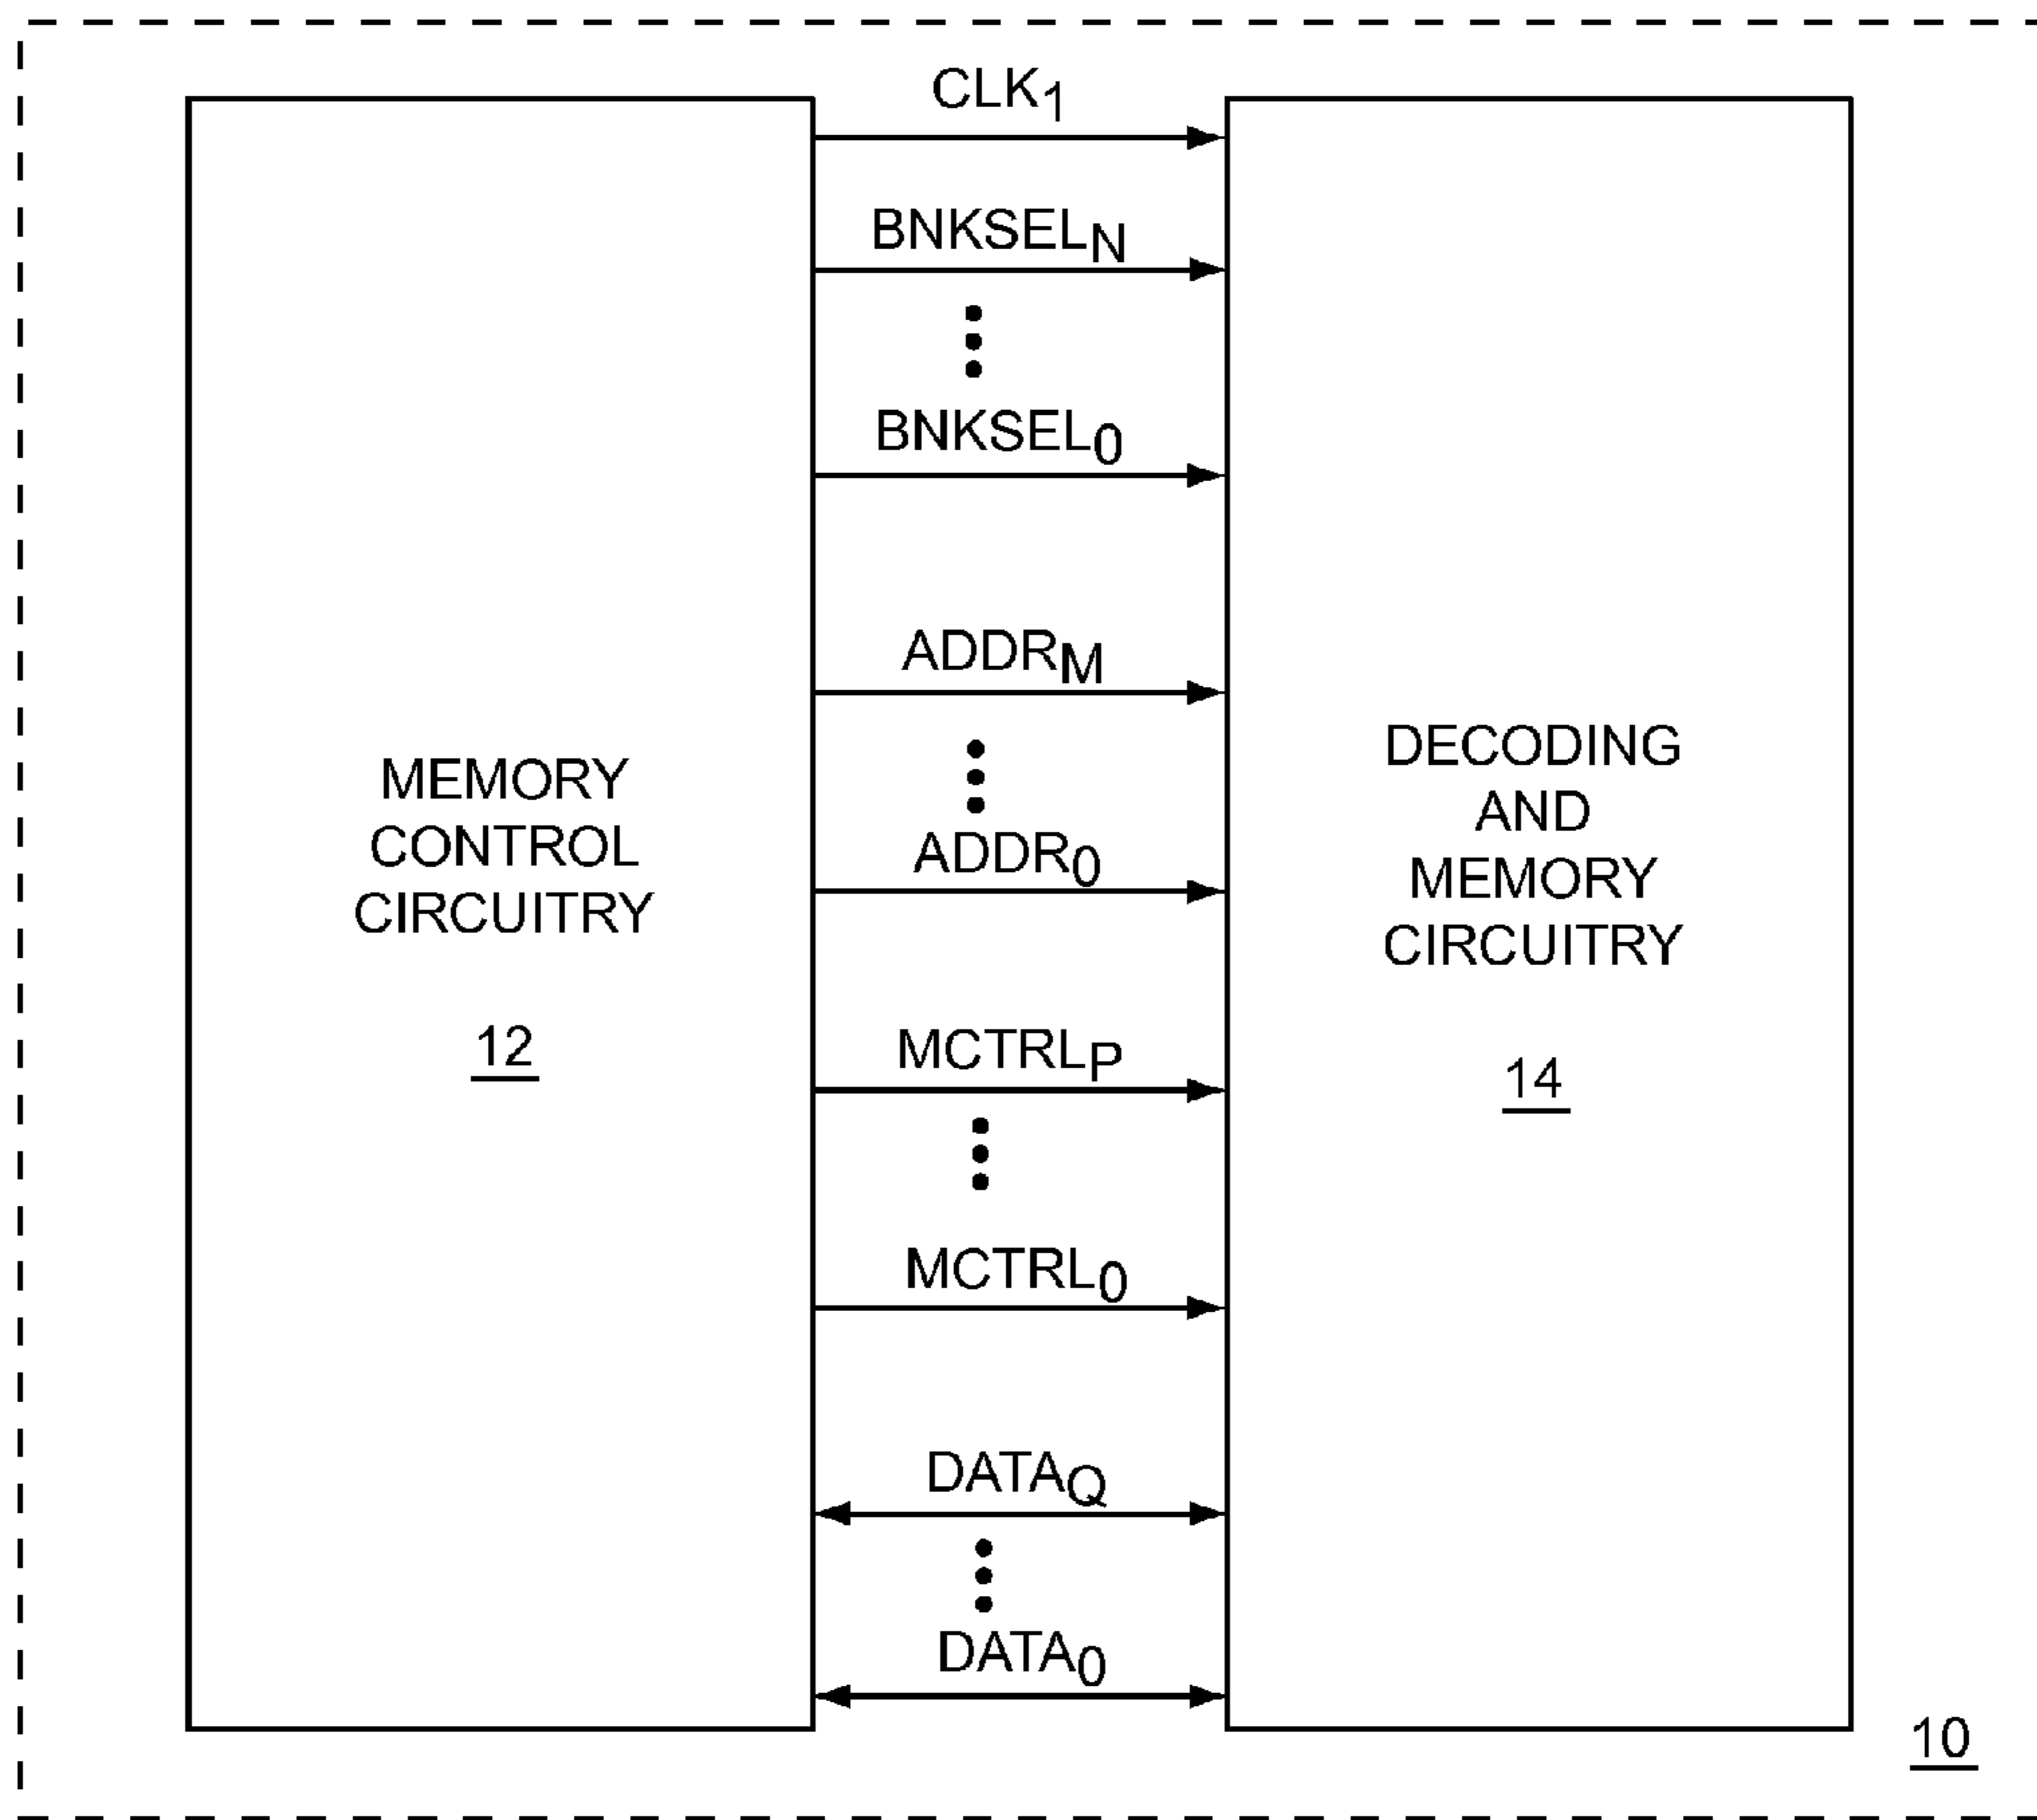 CLK1
BNKSELN
BNKSEL0
ADDRM
ADDR0
MCTRLP
MCTRL0
DATAQ
DATA0
MEMORY
CONTROL
CIRCUITRY
12
DECODING
AND
MEMORY
CIRCUITRY
14
10